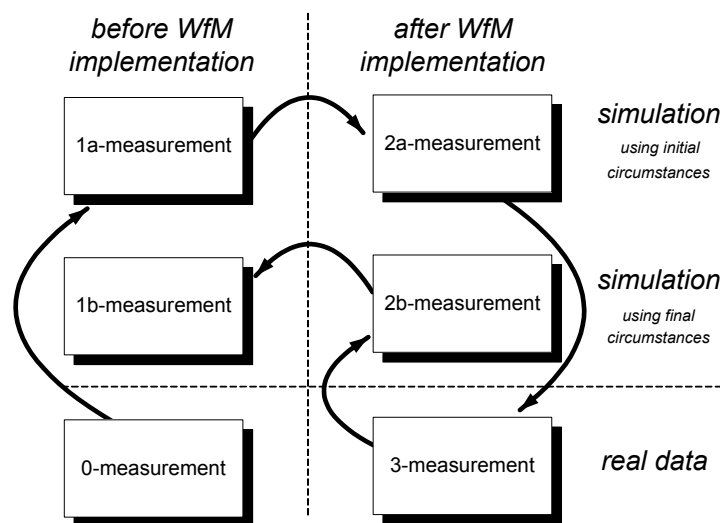 before WfM
implementation
after WfM
implementation
1a-measurement
2a-measurement
simulation
using initial
circumstances
1b-measurement
2b-measurement
simulation
using final
circumstances
0-measurement
3-measurement
real data